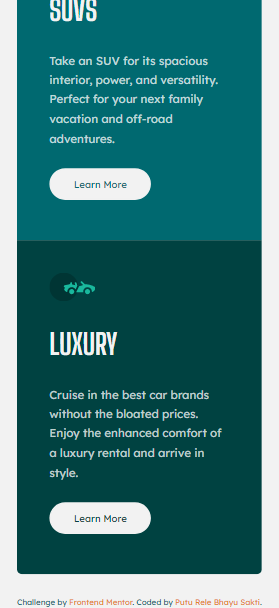 SUVS
Take an SUV for its spacious
interior, power, and versatility.
Perfect for your next family
vacation and off-road
adventures.
Learn More
LUXURY
Cruise in the best car brands
without the bloated prices.
Enjoy the enhanced comfort of
a luxury rental and arrive in
style.
Learn More
Challenge by Frontend Mentor. Coded by Putu Rele Bhayu Sakti.